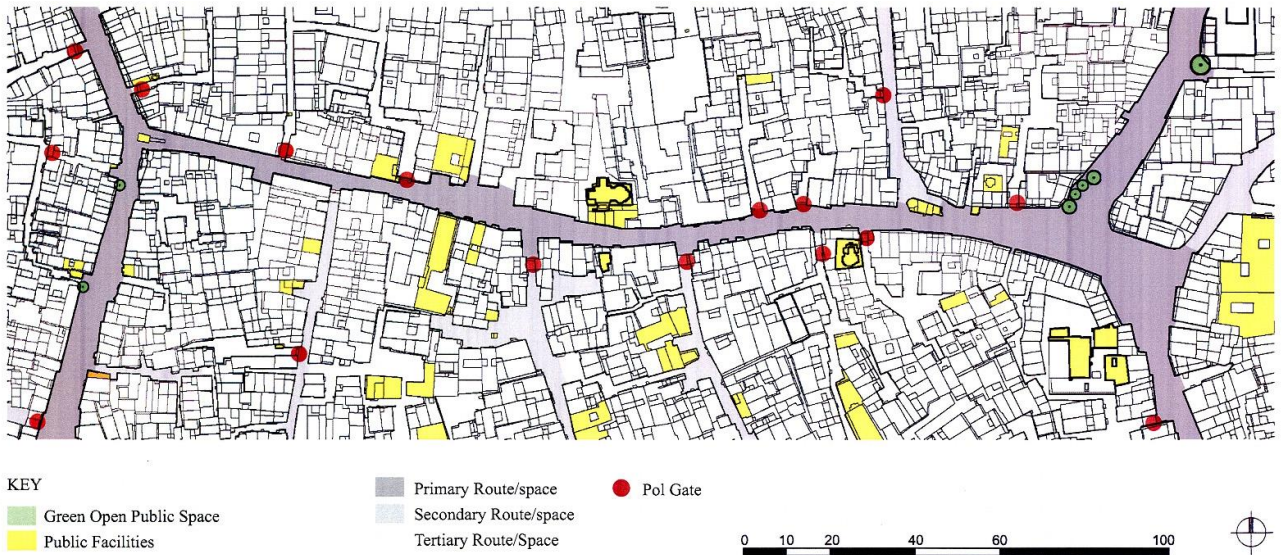 KEY
Green Open Public Space
Public Facilities
Primary Route/space
Secondary Route/space
Tertiary Route/Space
Pol Gate
0 10 20 40 60 100